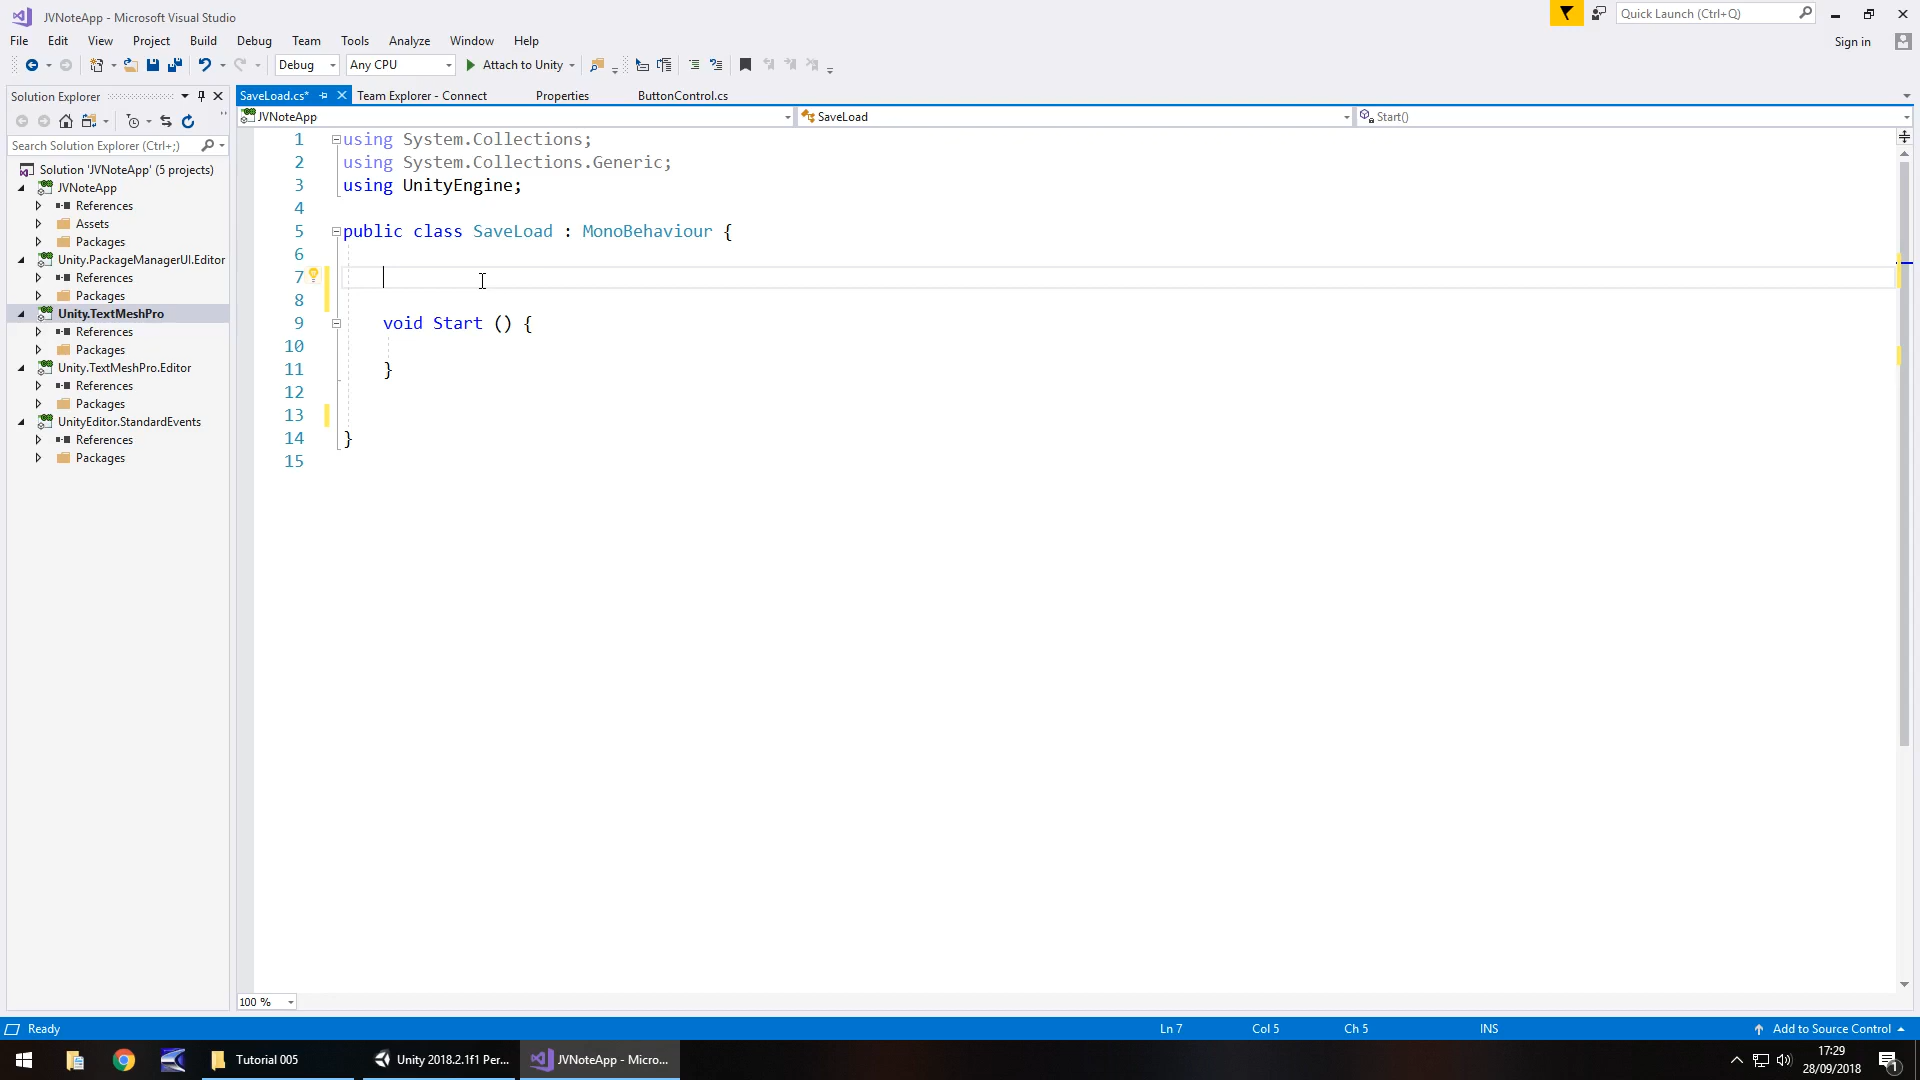 JVNoteApp - Microsoft Visual Studio
Quick Launch (Ctrl+Q)
File Edit View Project Build Debug Team Tools Analyze Window Help
Sign in
Debug Any CPU Attach to Unity
Solution Explorer
SaveLoad.cs* Team Explorer - Connect Properties ButtonControl.cs
JVNoteApp SaveLoad Start()
Search Solution Explorer (Ctrl+;)
Solution 'JVNoteApp' (5 projects)
JVNoteApp
References
Assets
Packages
Unity.PackageManagerUI.Editor
References
Packages
Unity.TextMeshPro
References
Packages
Unity.TextMeshPro.Editor
References
Packages
UnityEditor.StandardEvents
References
Packages
1 using System.Collections;
2 using System.Collections.Generic;
3 using UnityEngine;
4
5 public class SaveLoad : MonoBehaviour {
6
7
8
9 void Start () {
10
11 }
12
13
14 }
15
100 %
Ready Ln 7 Col 5 Ch 5 INS Add to Source Control
Tutorial 005 Unity 2018.2.1f1 Per... JVNoteApp - Micro...
17:29
28/09/2018
1